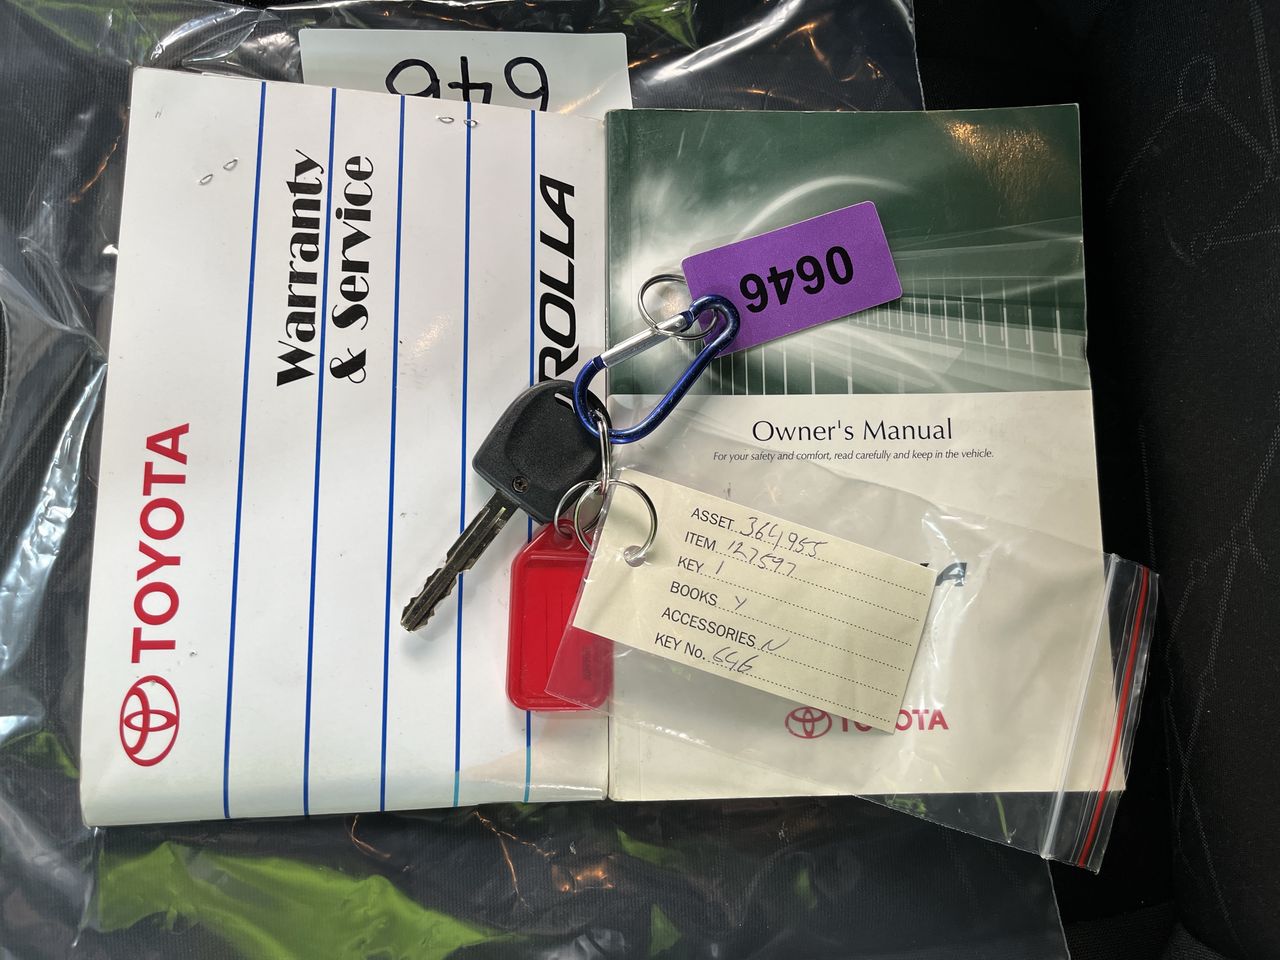 646
TOYOTA
Warranty
& Service
ROLLA
0646
Owner's Manual
For your safety and comfort, read carefully and keep in the vehicle.
ASSET 364955
ITEM 127597
KEY 1
BOOKS Y
ACCESSORIES N
KEY No. 646
TOYOTA